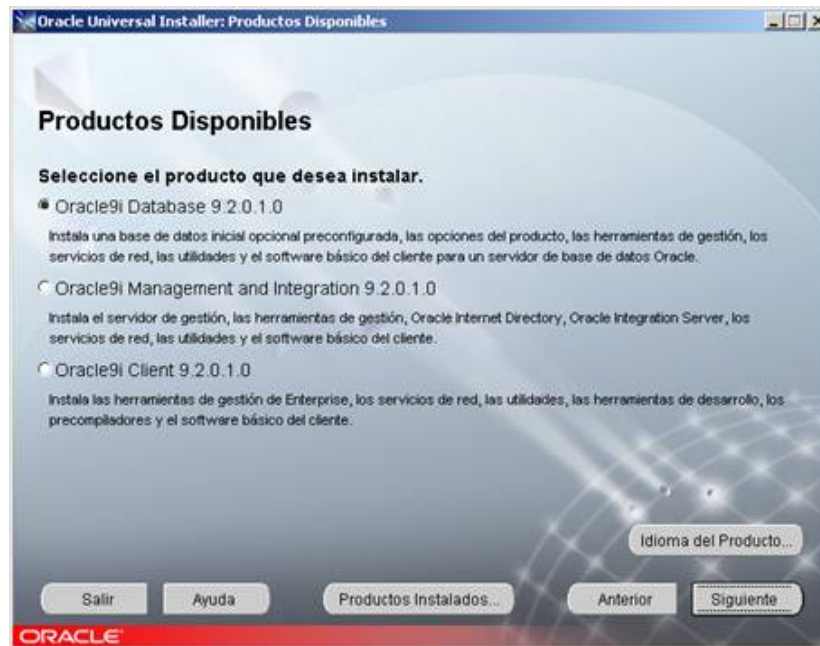 Oracle Universal Installer: Productos Disponibles
Productos Disponibles
Seleccione el producto que desea instalar.
Oracle9i Database 9.2.0.1.0
Instala una base de datos inicial opcional preconfigurada, las opciones del producto, las herramientas de gestión, los
servicios de red, las utilidades y el software básico del cliente para un servidor de base de datos Oracle.
Oracle9i Management and Integration 9.2.0.1.0
Instala el servidor de gestión, las herramientas de gestión, Oracle Internet Directory, Oracle Integration Server, los
servicios de red, las utilidades y el software básico del cliente.
Oracle9i Client 9.2.0.1.0
Instala las herramientas de gestión de Enterprise, los servicios de red, las utilidades, las herramientas de desarrollo, los
precompiladores y el software básico del cliente.
Idioma del Producto...
Salir Ayuda Productos Instalados... Anterior Siguiente
ORACLE